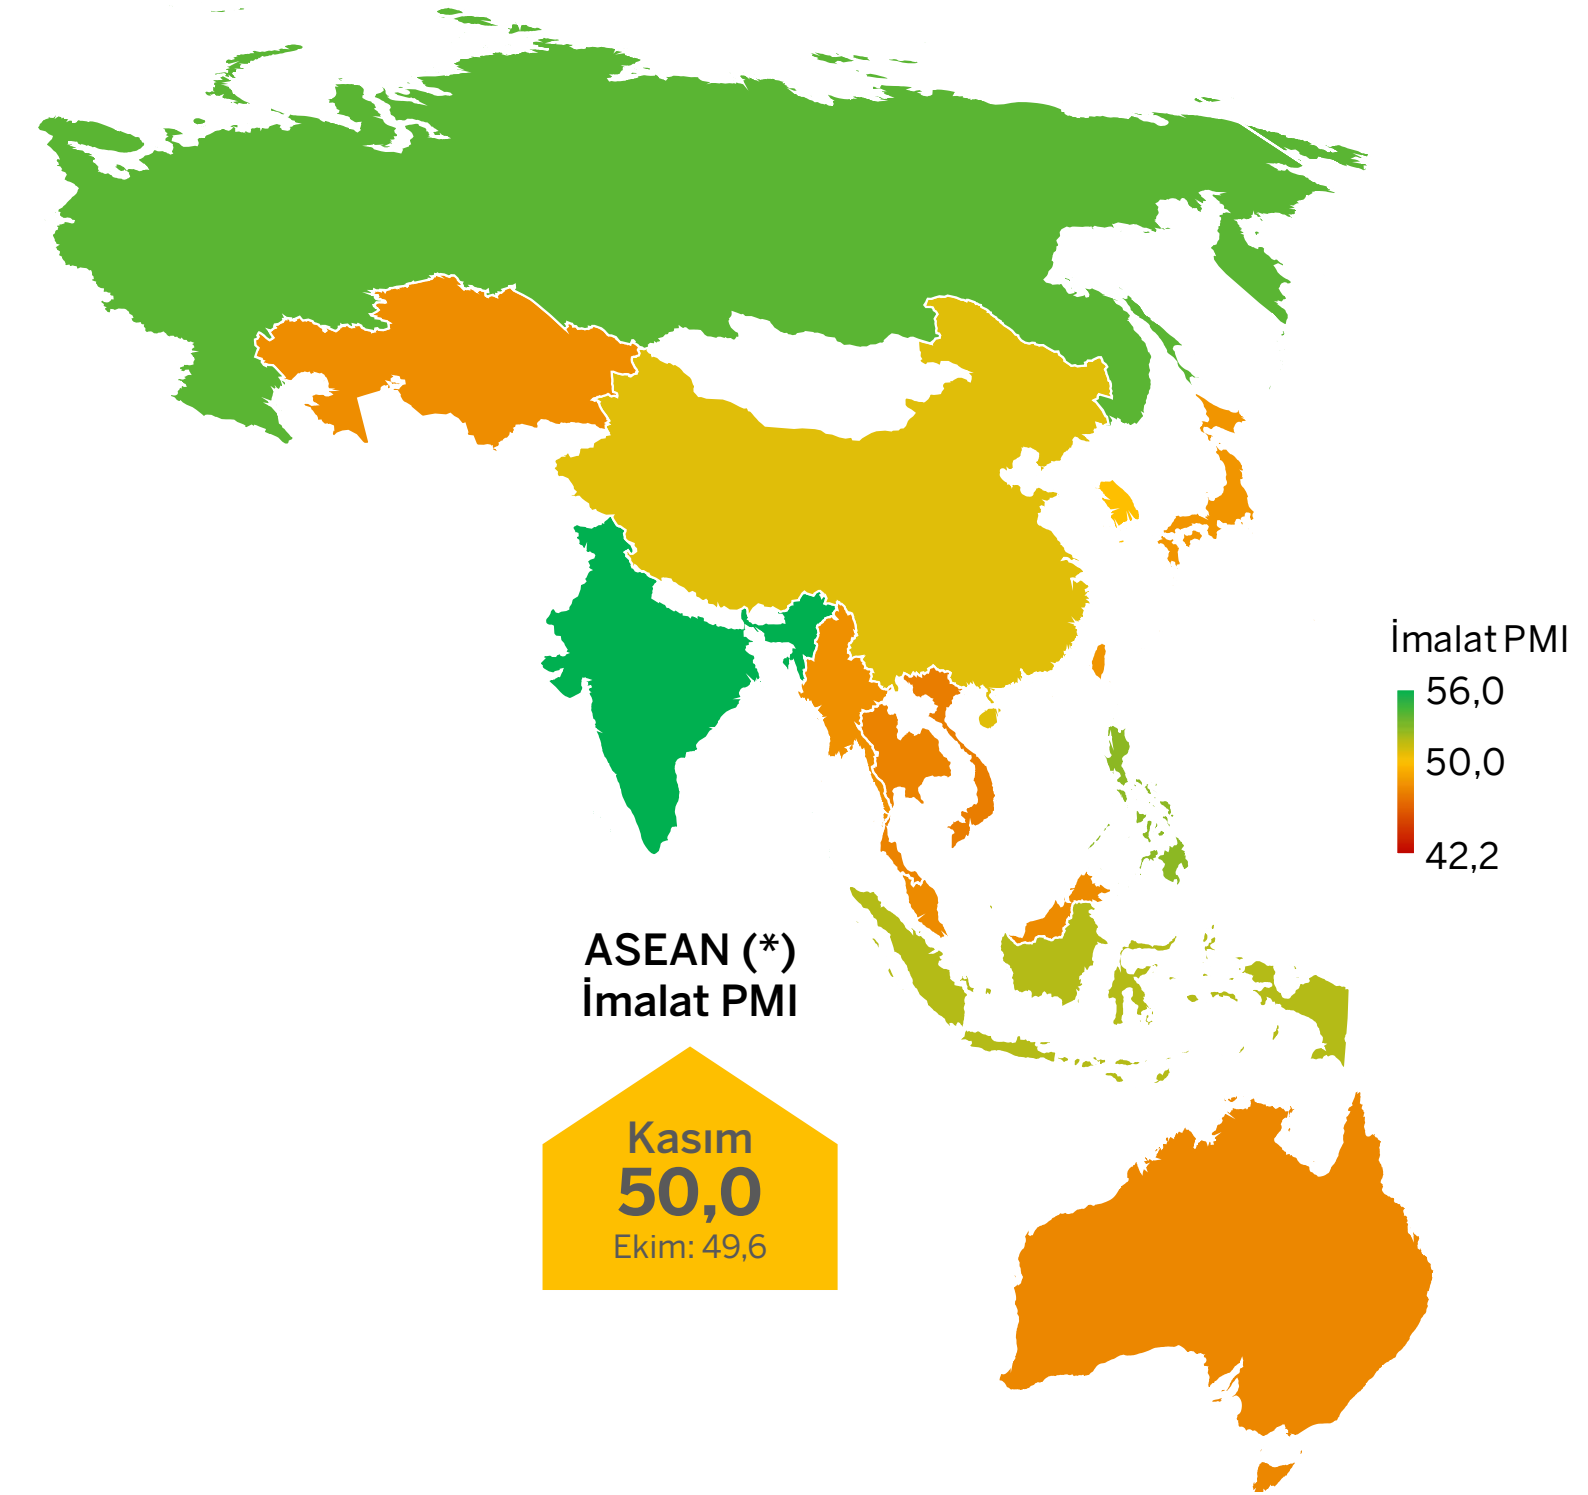 İmalat PMI
56,0
50,0
42,2
ASEAN (*)
İmalat PMI
Kasım
50,0
Ekim: 49,6